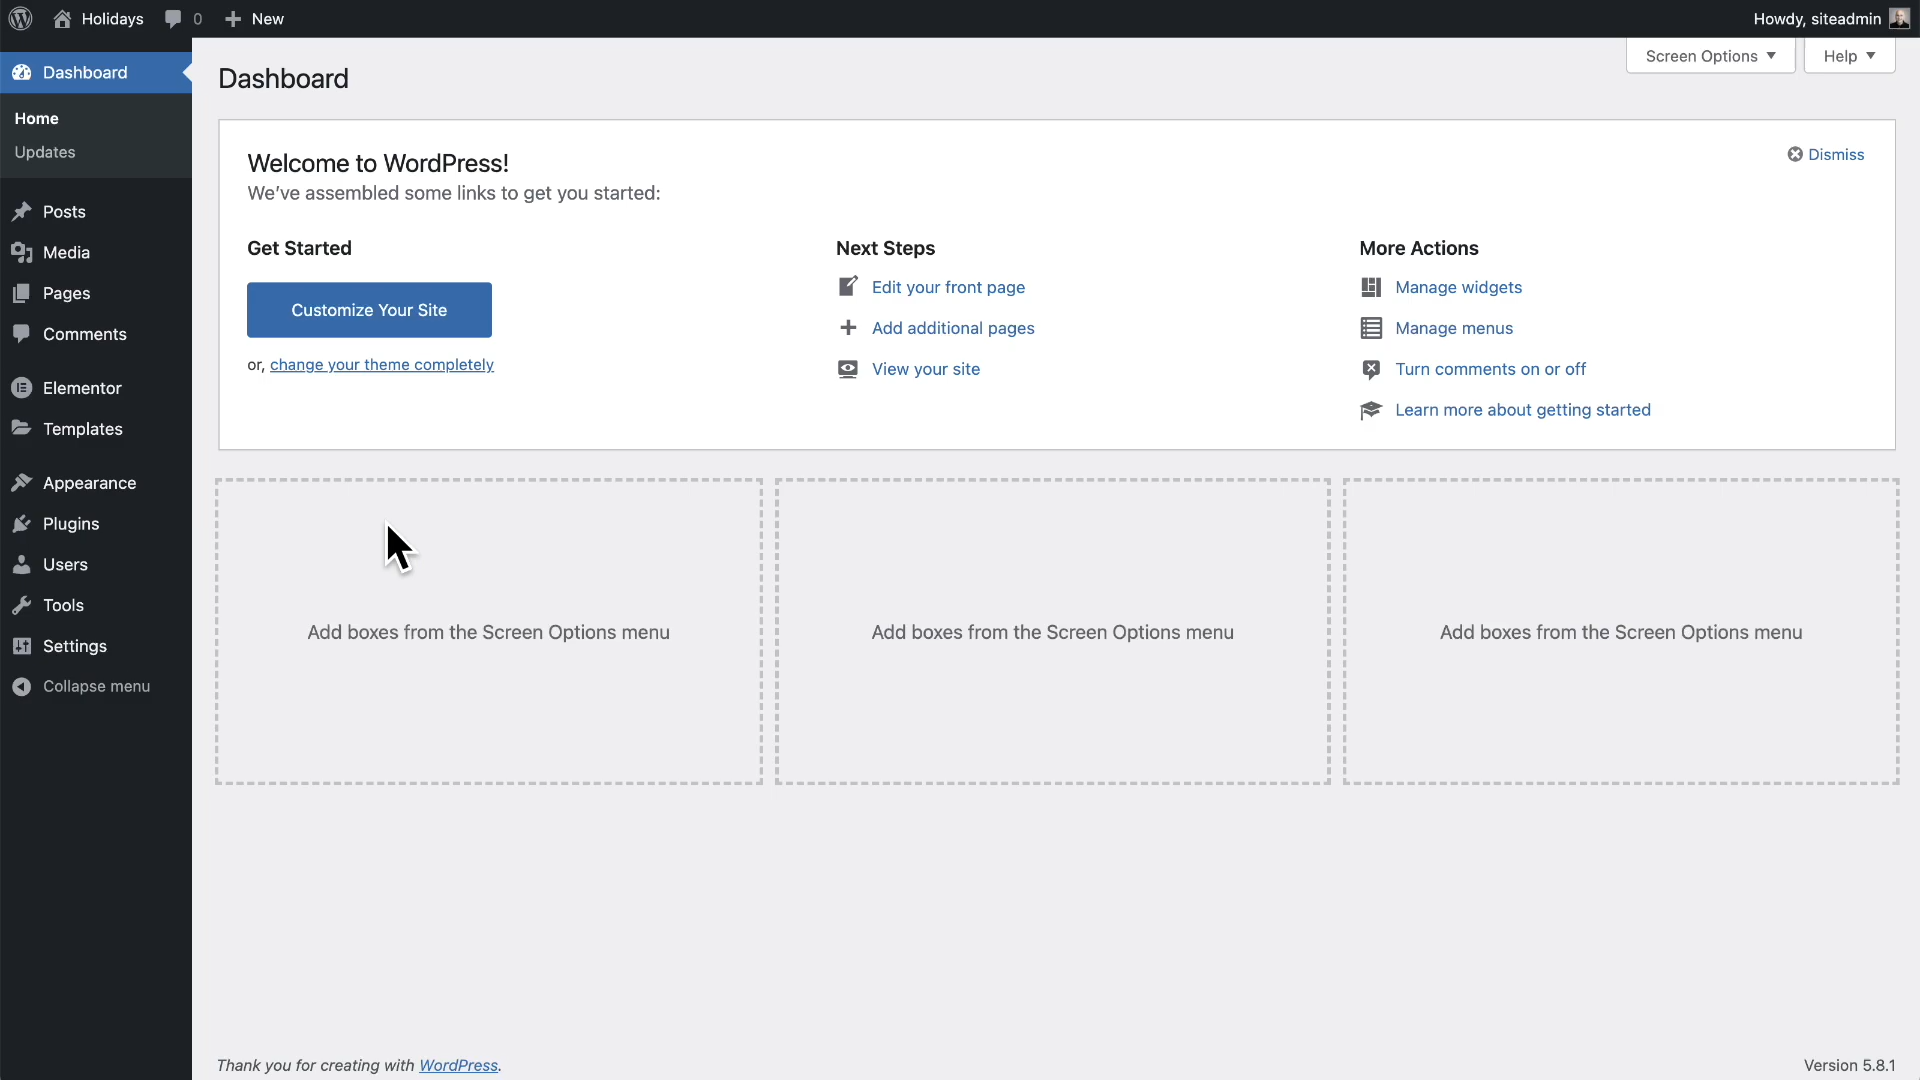 Holidays
0
New
Howdy, siteadmin
Dashboard
Home
Updates
Posts
Media
Pages
Comments
Elementor
Templates
Appearance
Plugins
Users
Tools
Settings
Collapse menu
Dashboard
Screen Options
Help
Welcome to WordPress!
We've assembled some links to get you started:
Dismiss
Get Started
Customize Your Site
or, change your theme completely
Next Steps
Edit your front page
Add additional pages
View your site
More Actions
Manage widgets
Manage menus
Turn comments on or off
Learn more about getting started
Add boxes from the Screen Options menu
Add boxes from the Screen Options menu
Add boxes from the Screen Options menu
Thank you for creating with WordPress.
Version 5.8.1